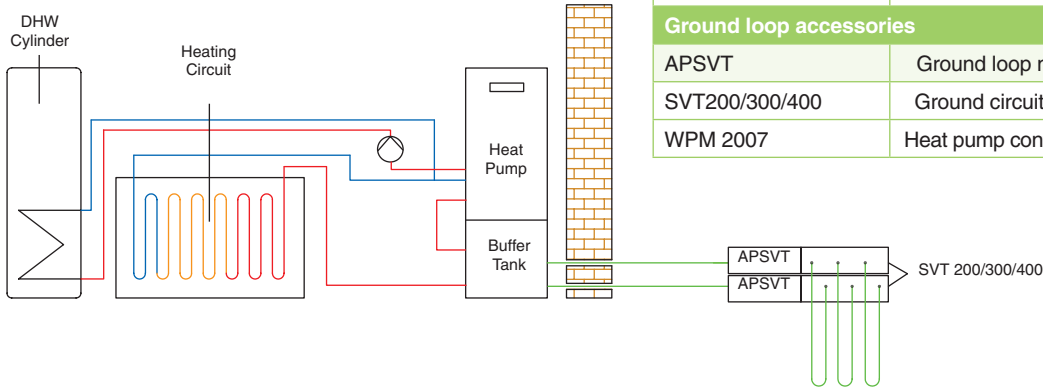 DHW
Cylinder
Heating
Circuit
Heat
Pump
Buffer
Tank
Ground loop accessories
APSVT Ground loop
SVT200/300/400 Ground circuit
WPM 2007 Heat pump
APSVT
APSVT
SVT 200/300/400